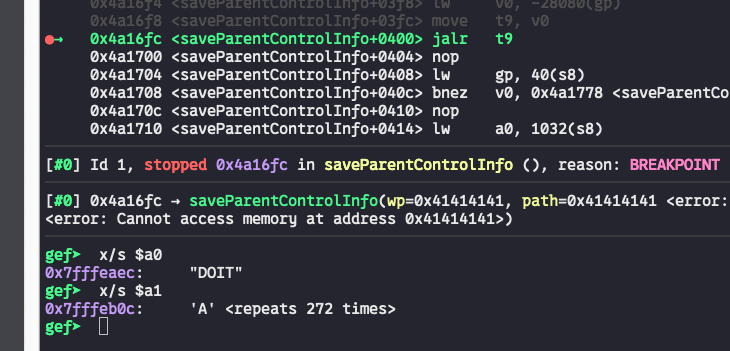 0x4a16f4 <saveParentControlInfo+03f8> lw v0, -28080(gp)
0x4a16f8 <saveParentControlInfo+03fc> move t9, v0
●→ 0x4a16fc <saveParentControlInfo+0400> jalr t9
0x4a1700 <saveParentControlInfo+0404> nop
0x4a1704 <saveParentControlInfo+0408> lw gp, 40(s8)
0x4a1708 <saveParentControlInfo+040c> bnez v0, 0x4a1778 <saveParentCo
0x4a170c <saveParentControlInfo+0410> nop
0x4a1710 <saveParentControlInfo+0414> lw a0, 1032(s8)
[#0] Id 1, stopped 0x4a16fc in saveParentControlInfo (), reason: BREAKPOINT
[#0] 0x4a16fc → saveParentControlInfo(wp=0x41414141, path=0x41414141 <error:
<error: Cannot access memory at address 0x41414141>)
gef➤ x/s $a0
0x7fffeaec: "DOIT"
gef➤ x/s $a1
0x7fffeb0c: 'A' <repeats 272 times>
gef➤